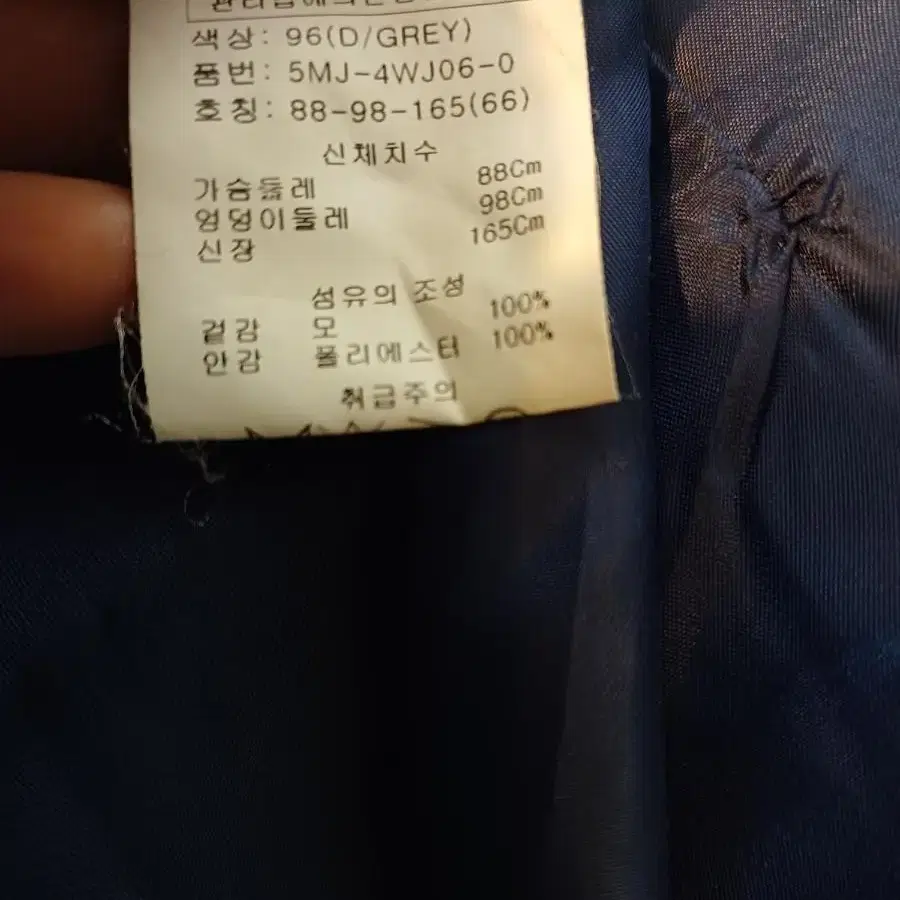 색상: 96(D/GREY)
품번: 5MJ-4WJ06-0
호칭: 88-98-165(66)
신체치수
가슴둘레 88Cm
엉덩이둘레 98Cm
신장 165Cm
섬유의 조성
겉감 모 100%
안감 폴리에스터 100%
취급주의